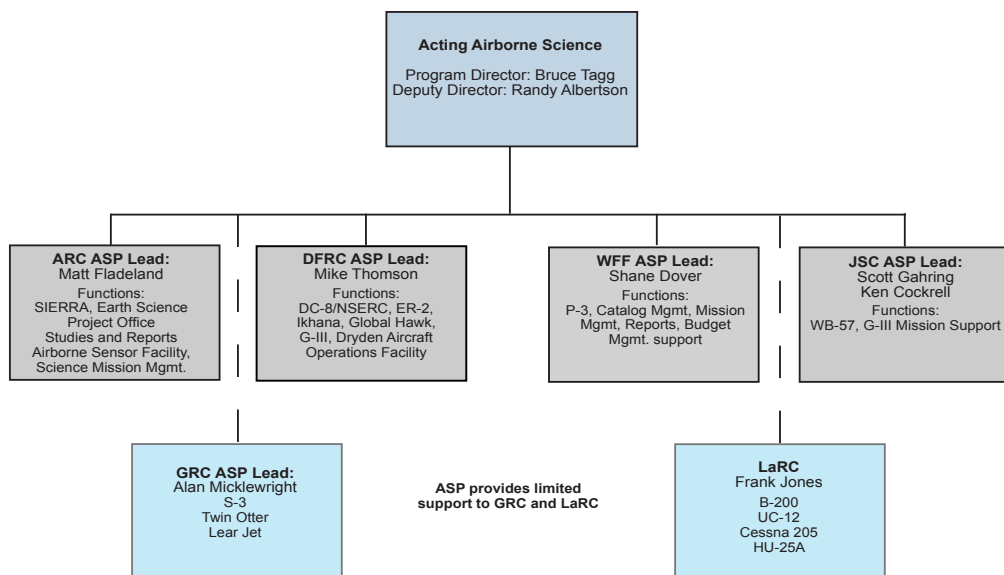 Acting Airborne Science
Program Director: Bruce Tagg
Deputy Director: Randy Albertson
ARC ASP Lead:
Matt Fladeland
Functions:
SIERRA, Earth Science
Project Office
Studies and Reports
Airborne Sensor Facility,
Science Mission Mgmt.
DFRC ASP Lead:
Mike Thomson
Functions:
DC-8/NSERC, ER-2,
Ikhana, Global Hawk,
G-III, Dryden Aircraft
Operations Facility
WFF ASP Lead:
Shane Dover
Functions:
P-3, Catalog Mgmt, Mission
Mgmt, Reports, Budget
Mgmt. support
JSC ASP Lead:
Scott Gahring
Ken Cockrell
Functions:
WB-57, G-III Mission Support
GRC ASP Lead:
Alan Micklewright
S-3
Twin Otter
Lear Jet
ASP provides limited
support to GRC and LaRC
LaRC
Frank Jones
B-200
UC-12
Cessna 205
HU-25A